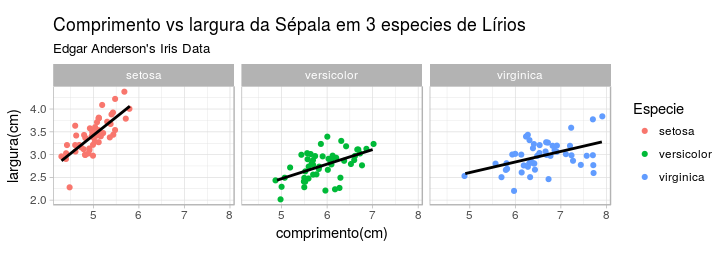 Comprimento vs largura da Sépala em 3 especies de Lírios
Edgar Anderson's Iris Data
setosa
versicolor
virginica
largura(cm)
4.0
3.5
3.0
2.5
2.0
5 6 7 8
5 6 7 8
5 6 7 8
comprimento(cm)
Especie
setosa
versicolor
virginica